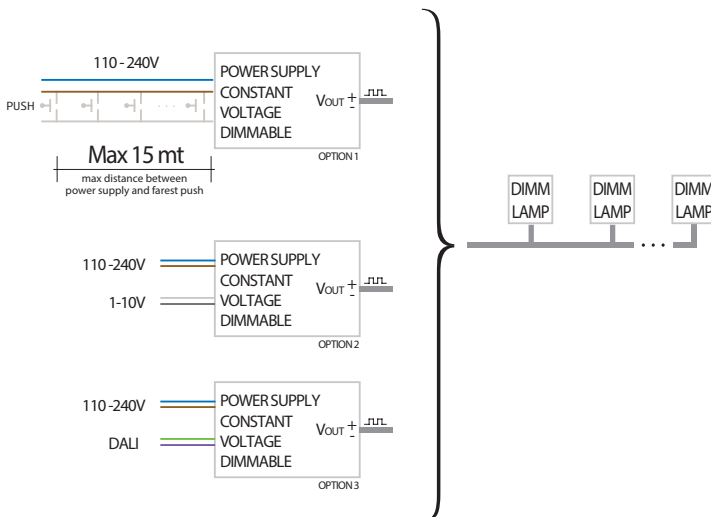 110 - 240V
PUSH
POWER SUPPLY
CONSTANT
VOLTAGE
DIMMABLE
VOUT + -
OPTION 1
Max 15 mt
max distance between
power supply and farest push
110 -240V
1-10V
POWER SUPPLY
CONSTANT
VOLTAGE
DIMMABLE
VOUT + -
OPTION 2
110 -240V
DALI
POWER SUPPLY
CONSTANT
VOLTAGE
DIMMABLE
VOUT + -
OPTION 3
DIMM
LAMP
DIMM
LAMP
...
DIMM
LAMP